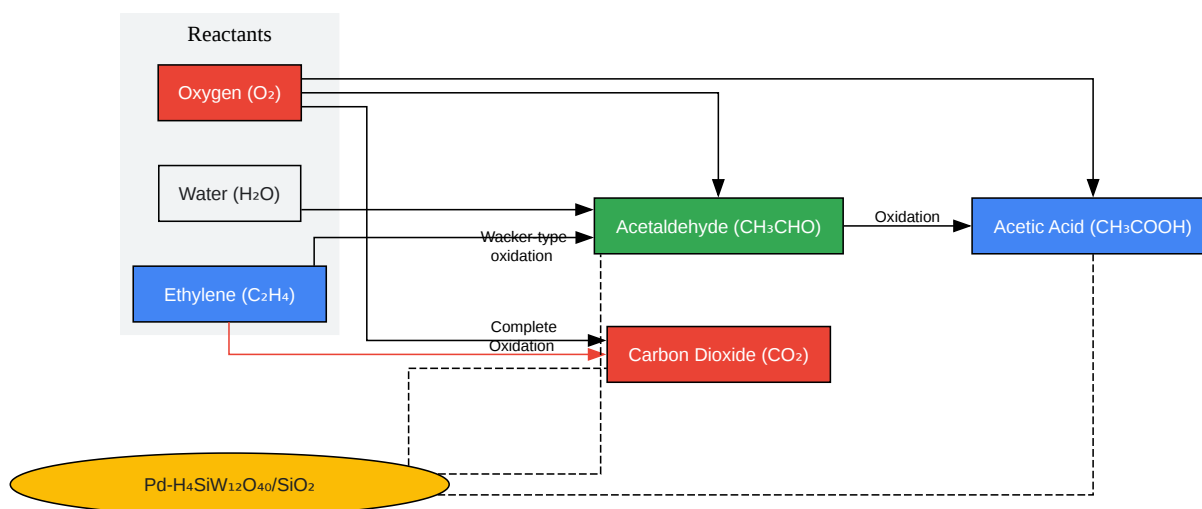 Reactants
Oxygen (O₂)
Water (H₂O)
Acetaldehyde (CH₃CHO)
Oxidation
Acetic Acid (CH₃COOH)
Wacker-type
oxidation
Ethylene (C₂H₄)
Complete
Oxidation
Carbon Dioxide (CO₂)
Pd-H₄SiW₁₂O₄₀/SiO₂